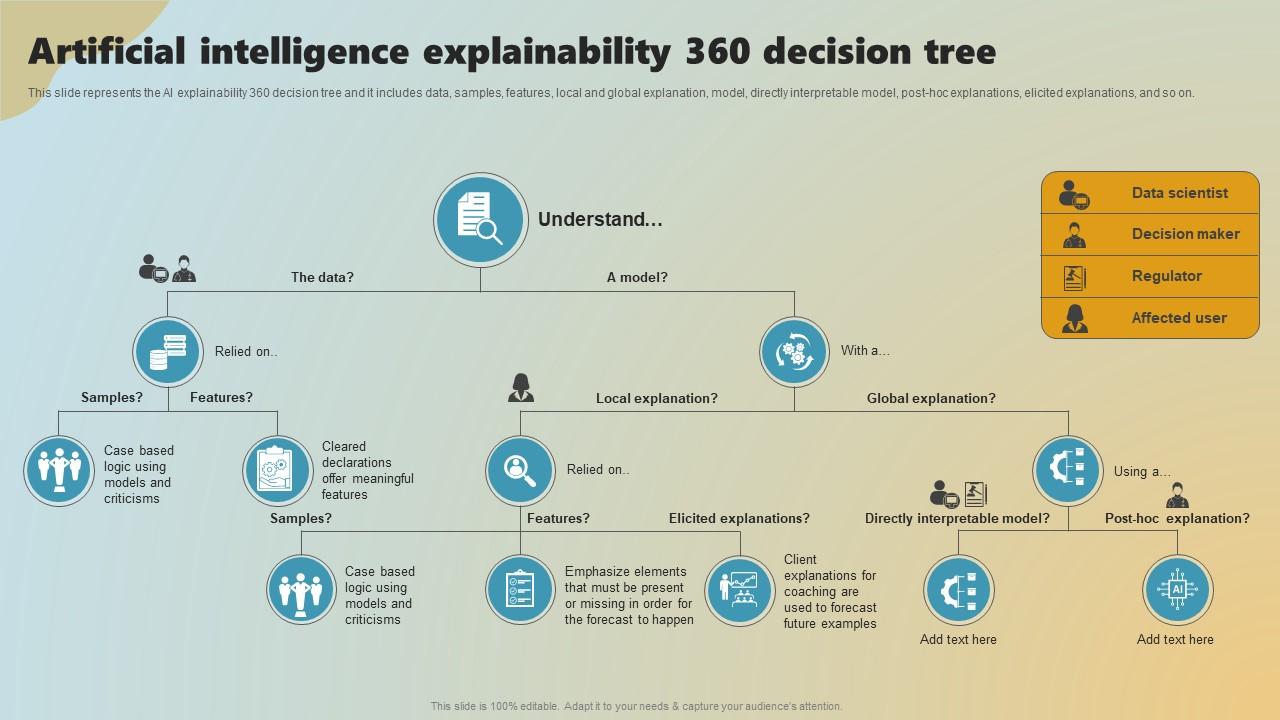 Artificial intelligence explainability 360 decision tree
This slide represents the AI explainability 360 decision tree and it includes data, samples, features, local and global explanation, model, directly interpretable model, post-hoc explanations, elicited explanations, and so on.
Data scientist
Decision maker
Regulator
Affected user
Understand...
The data?
A model?
Relied on..
With a...
Samples?
Features?
Local explanation?
Global explanation?
Case based
logic using
models and
criticisms
Cleared
declarations
offer meaningful
features
Relied on..
Using a...
Samples?
Features?
Elicited explanations?
Directly interpretable model?
Post-hoc explanation?
Case based
logic using
models and
criticisms
Emphasize elements
that must be present
or missing in order for
the forecast to happen
Client
explanations for
coaching are
used to forecast
future examples
AI
Add text here
Add text here
This slide is 100% editable. Adapt it to your needs & capture your audience's attention.